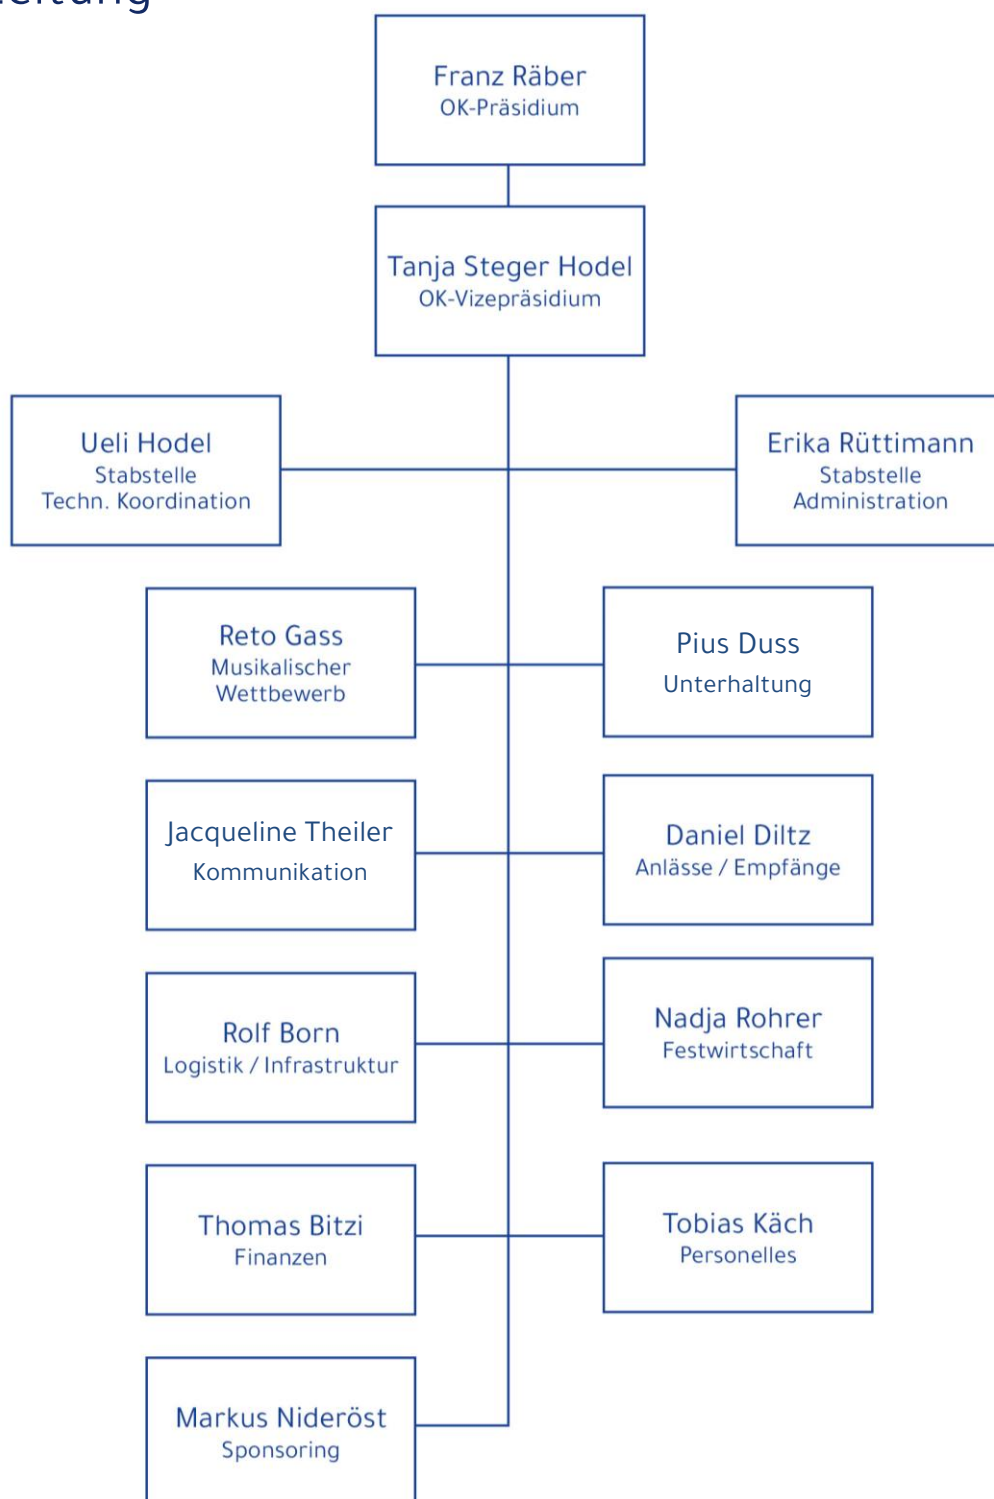 Franz Räber
OK-Präsidium
Tanja Steger Hodel
OK-Vizepräsidium
Ueli Hodel
Stabstelle
Techn. Koordination
Erika Rüttimann
Stabstelle
Administration
Reto Gass
Musikalischer
Wettbewerb
Pius Duss
Unterhaltung
Jacqueline Theiler
Kommunikation
Daniel Diltz
Anlässe / Empfänge
Rolf Born
Logistik / Infrastruktur
Nadja Rohrer
Festwirtschaft
Thomas Bitzi
Finanzen
Tobias Käch
Personelles
Markus Nideröst
Sponsoring